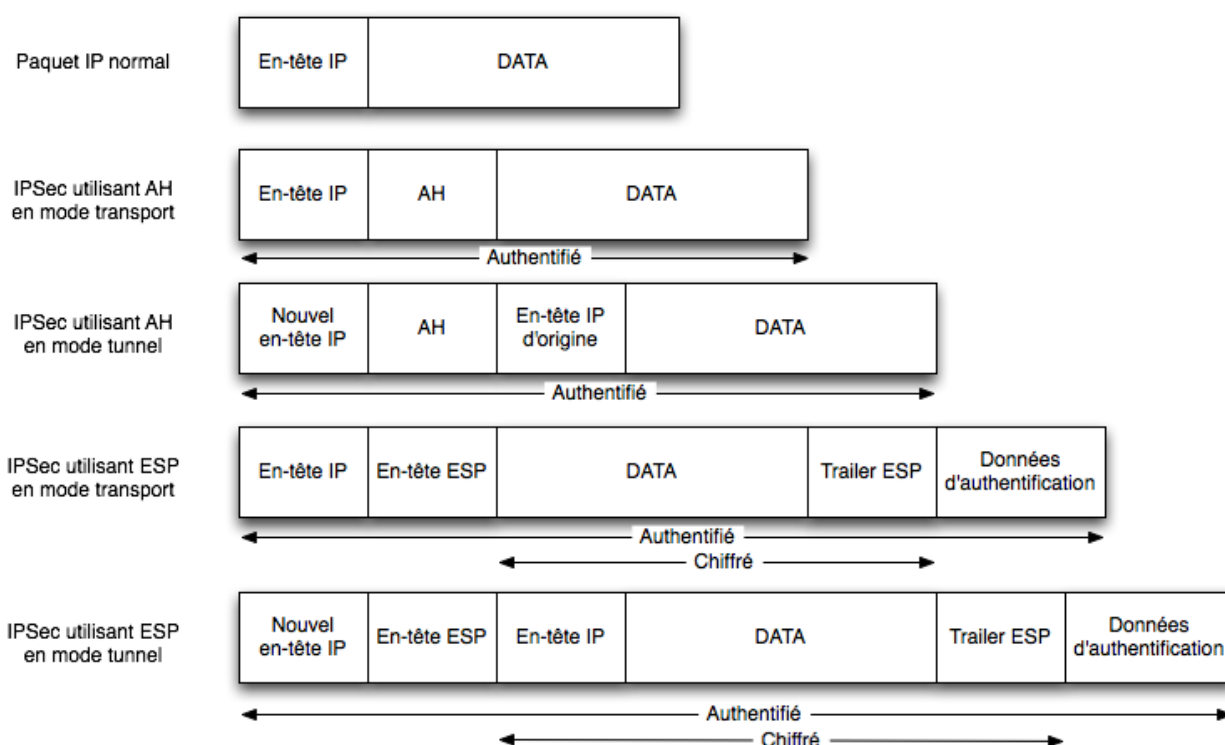 Paquet IP normal
En-tête IP
DATA
IPSec utilisant AH
en mode transport
En-tête IP
AH
DATA
Authentifié
IPSec utilisant AH
en mode tunnel
Nouvel
en-tête IP
AH
En-tête IP
d'origine
DATA
Authentifié
IPSec utilisant ESP
en mode transport
En-tête IP
En-tête ESP
DATA
Trailer ESP
Données
d'authentification
Authentifié
Chiffré
IPSec utilisant ESP
en mode tunnel
Nouvel
en-tête IP
En-tête ESP
En-tête IP
DATA
Trailer ESP
Données
d'authentification
Authentifié
Chiffré